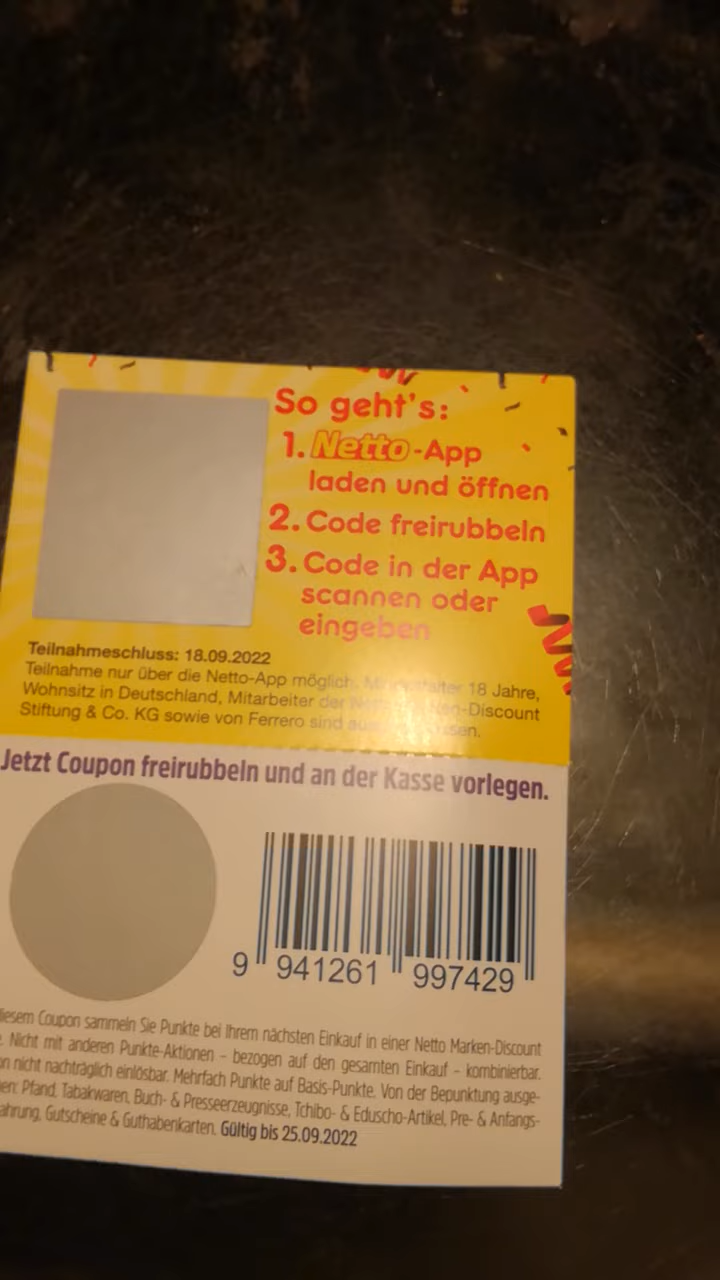 So geht's:
1. Netto-App
laden und öffnen
2. Code freirubbeln
3. Code in der App
scannen oder
eingeben
Teilnahmeschluss: 18.09.2022
Teilnahme nur über die Netto-App möglich. 18 Jahre,
Wohnsitz in Deutschland, Mitarbeiter der
Stiftung & Co. KG sowie von Ferrero sind
Jetzt Coupon freirubbeln und an der Kasse vorlegen.
9 941261 997429
diesem Coupon sammeln Sie Punkte bei Ihrem nächsten Einkauf in einer Netto Marken-Discount
Nicht mit anderen Punkte-Aktionen – bezogen auf den gesamten Einkauf – kombinierbar.
nicht nachträglich einlösbar. Mehrfach Punkte auf Basis-Punkte. Von der Bepunktung ausge-
Pfand, Tabakwaren, Buch- & Presseerzeugnisse, Tchibo- & Eduscho-Artikel, Pre- & Anfangs-
Gutscheine & Guthabenkarten. Gültig bis 25.09.2022